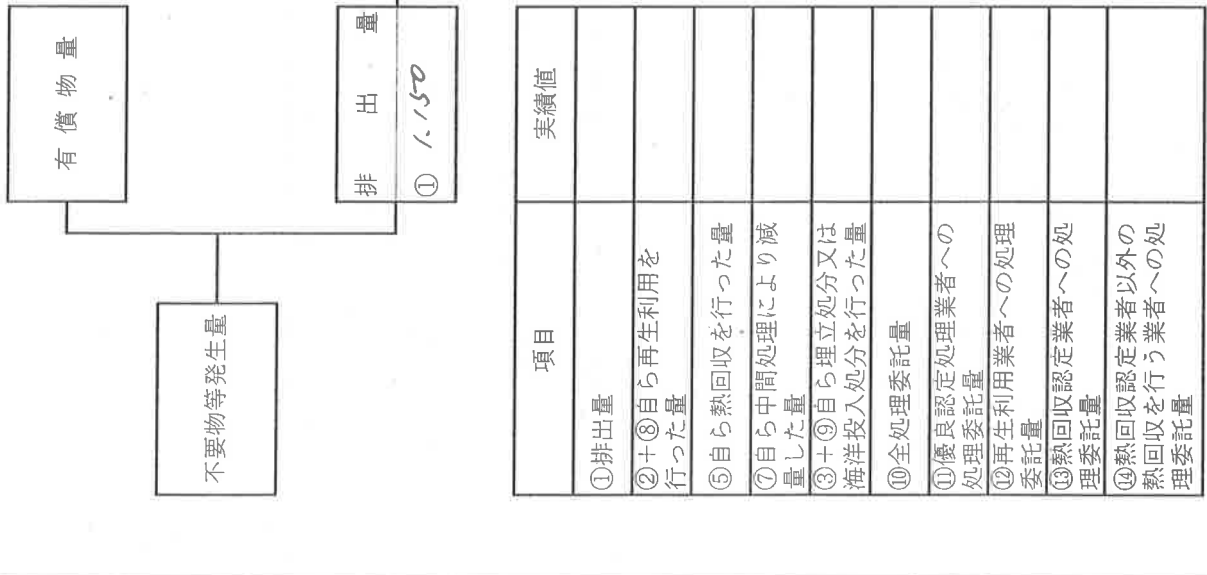 有償物量
不要物等発生量
排出量
① 1.150
項目
実績値
①排出量
②+⑧自ら再生利用を
行った量
⑤自ら熱回収を行った量
⑦自ら中間処理により減
量した量
③+⑨自ら埋立処分又は
海洋投入処分を行った量
⑩全処理委託量
⑪優良認定処理業者への
処理委託量
⑫再生利用業者への処理
委託量
⑬熱回収認定業者への処
理委託量
⑭熱回収認定業者以外の
熱回収を行う業者への処
理委託量